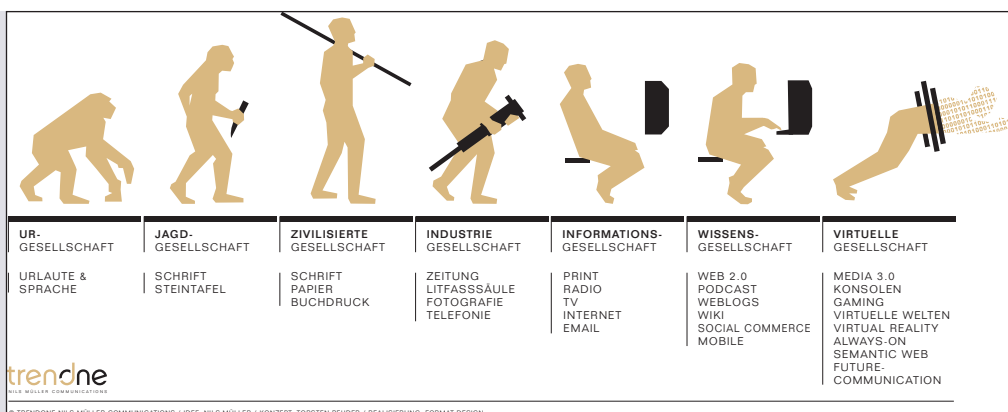 UR-
GESELLSCHAFT
URLAUTE &
SPRACHE
JAGD-
GESELLSCHAFT
SCHRIFT
STEINTAFEL
ZIVILISIERTE
GESELLSCHAFT
SCHRIFT
PAPIER
BUCHDRUCK
INDUSTRIE
GESELLSCHAFT
ZEITUNG
LITFASSSÄULE
FOTOGRAFIE
TELEFONIE
INFORMATIONS-
GESELLSCHAFT
PRINT
RADIO
TV
INTERNET
EMAIL
WISSENS-
GESELLSCHAFT
WEB 2.0
PODCAST
WEBLOGS
WIKI
SOCIAL COMMERCE
MOBILE
VIRTUELLE
GESELLSCHAFT
MEDIA 3.0
KONSOLEN
GAMING
VIRTUELLE WELTEN
VIRTUAL REALITY
ALWAYS-ON
SEMANTIC WEB
FUTURE-
COMMUNICATION
trendne
NILS MÜLLER COMMUNICATIONS